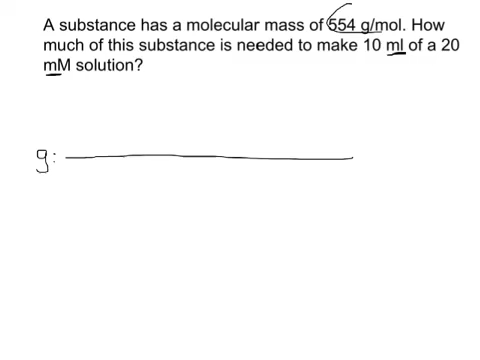 A substance has a molecular mass of 554 g/mol. How
much of this substance is needed to make 10 ml of a 20
mM solution?
g: